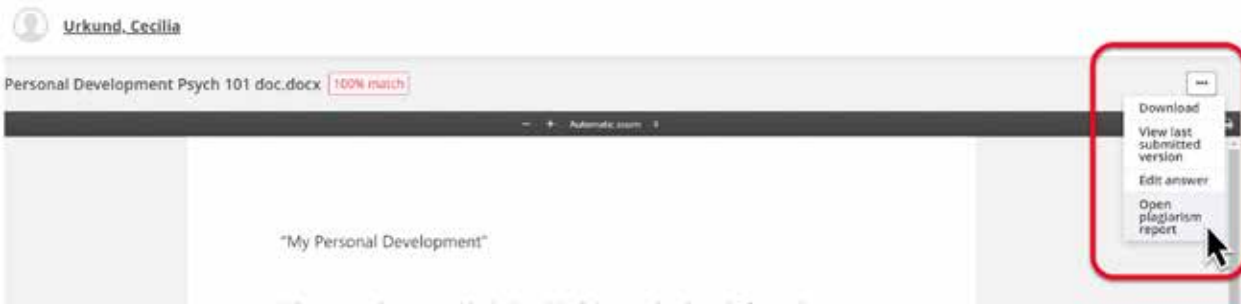 Urkund, Cecilia
Personal Development Psych 101 doc.docx 100% match
- + Automatic zoom
Download
View last
submitted
version
Edit answer
Open
plagiarism
report
"My Personal Development"